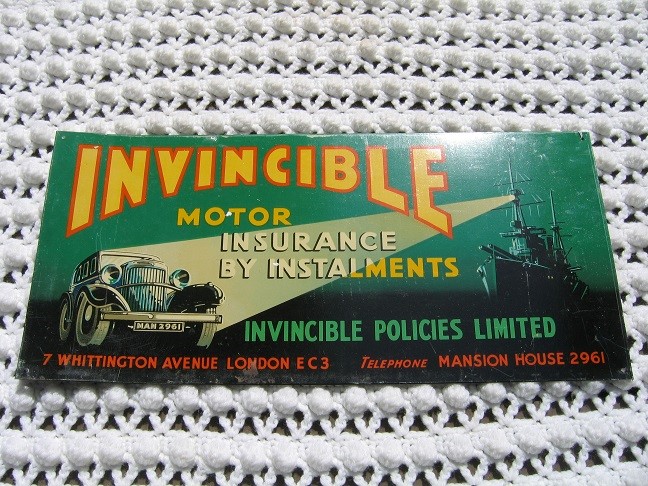 INVINCIBLE
MOTOR
INSURANCE
BY INSTALMENTS
MAN 2961
INVINCIBLE POLICIES LIMITED
7 WHITTINGTON AVENUE LONDON EC3 TELEPHONE MANSION HOUSE 2961